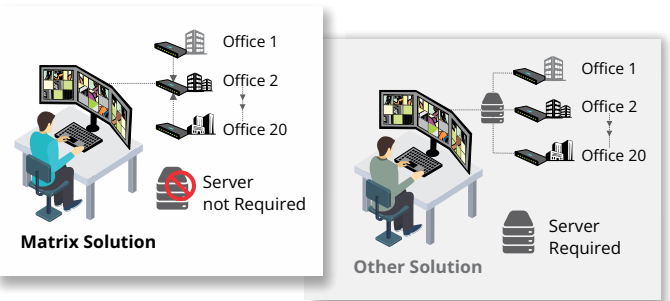 Office 1
Office 2
Office 20
Server
not Required
Matrix Solution
Office 1
Office 2
Office 20
Server
Required
Other Solution